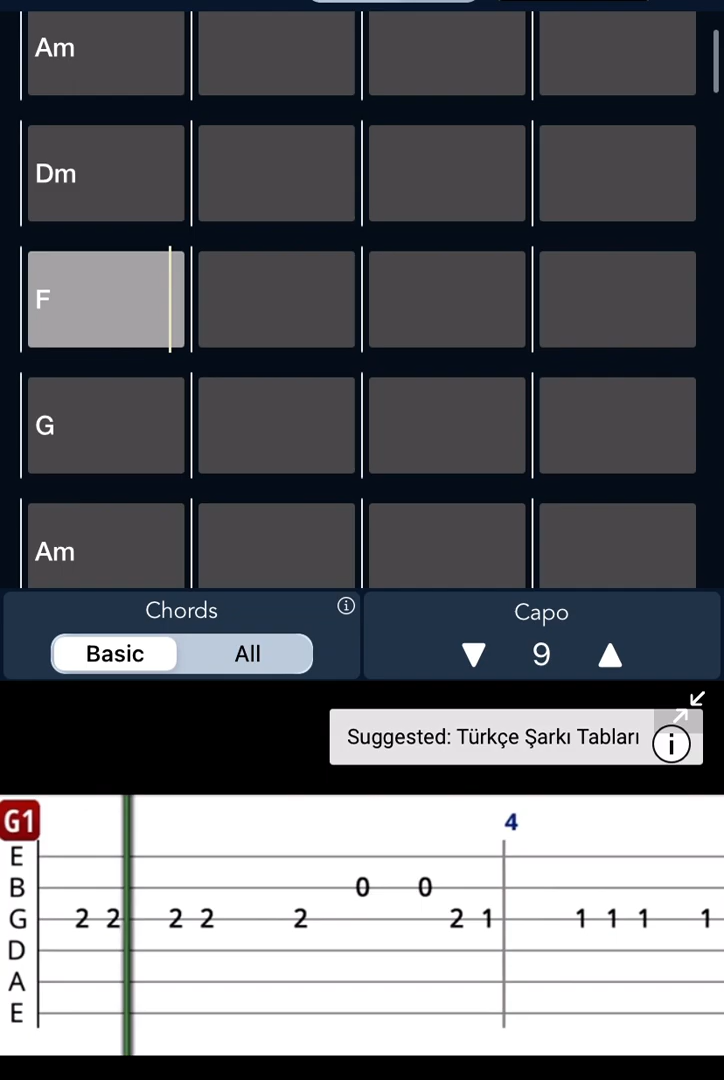 Am
Dm
F
G
Am
Chords
Capo
Basic All
9
Suggested: Türkçe Şarkı Tabları
G1
4
E
B 0 0
G 2 2 2 2 2 2 1 1 1 1 1
D
A
E